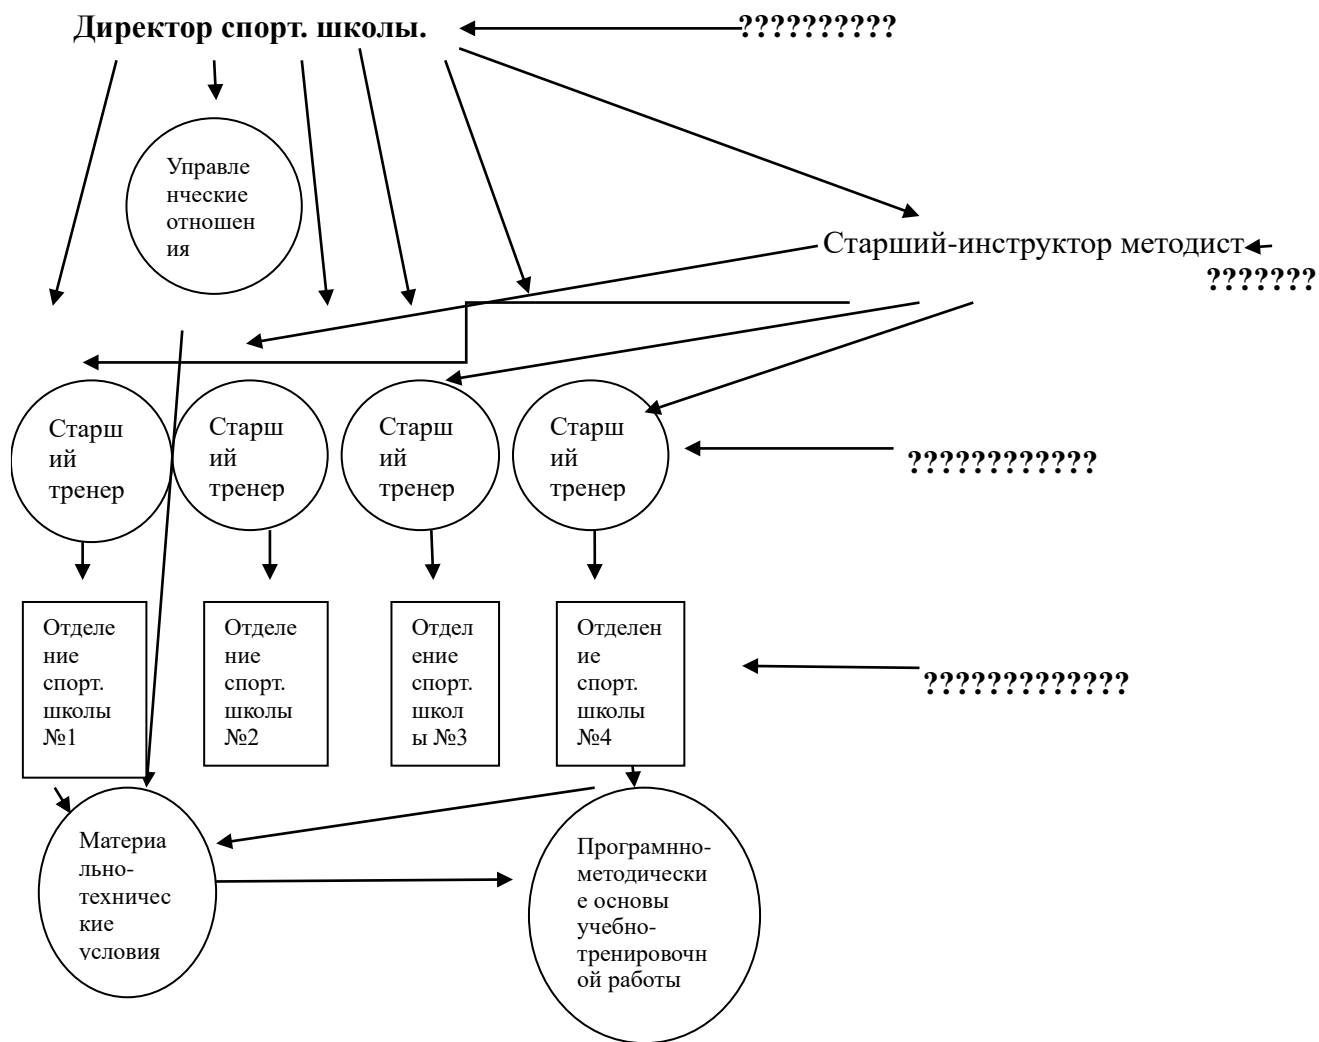 Директор спорт. школы.
??????????
Управле
нческие
отношен
ия
Старший-инструктор методист
???????
Старш
ий
тренер
Старш
ий
тренер
Старш
ий
тренер
Старш
ий
тренер
????????????
Отделе
ние
спорт.
школы
№1
Отделе
ние
спорт.
школы
№2
Отдел
ение
спорт.
школ
ы №3
Отделен
ие
спорт.
школы
№4
?????????????
Материа
льно-
техничес
кие
условия
Програмнно-
методически
е основы
учебно-
тренировочн
ой работы